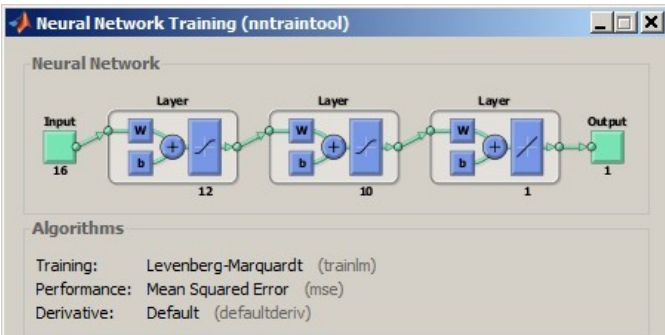 Neural Network Training (nntraintool)
Neural Network
Layer Layer Layer
Input Output
W W W
+ + +
b b b
16 12 10 1 1
Algorithms
Training: Levenberg-Marquardt (trainlm)
Performance: Mean Squared Error (mse)
Derivative: Default (defaultderiv)